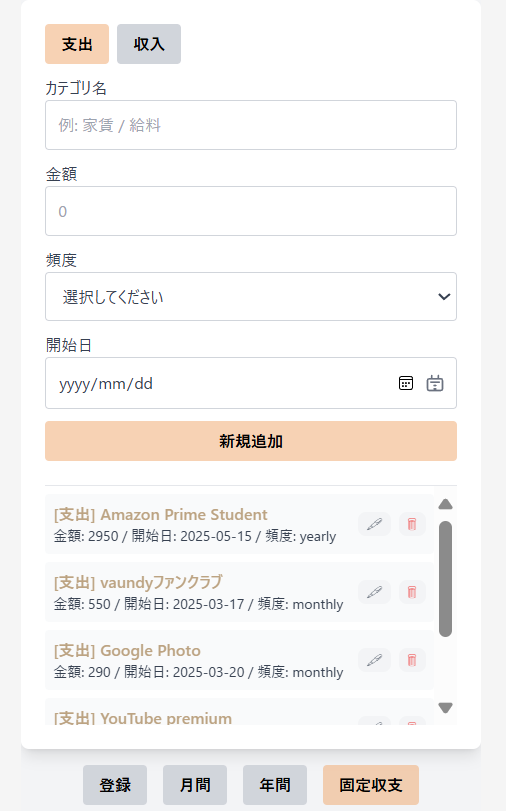 支出 収入
カテゴリ名
例: 家賃 / 給料
金額
0
頻度
選択してください
開始日
yyyy/mm/dd
新規追加
[支出] Amazon Prime Student
金額: 2950 / 開始日: 2025-05-15 / 頻度: yearly
[支出] vaundyファンクラブ
金額: 550 / 開始日: 2025-03-17 / 頻度: monthly
[支出] Google Photo
金額: 290 / 開始日: 2025-03-20 / 頻度: monthly
[支出] YouTube premium
登録 月間 年間 固定収支